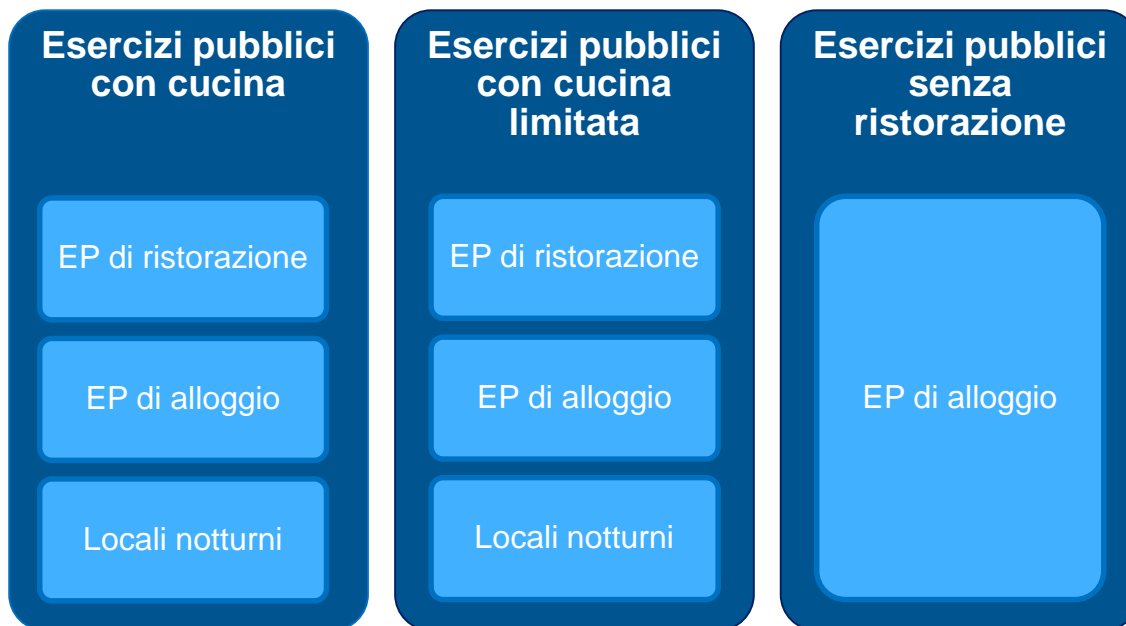 Esercizi pubblici
con cucina
EP di ristorazione
EP di alloggio
Locali notturni
Esercizi pubblici
con cucina
limitata
EP di ristorazione
EP di alloggio
Locali notturni
Esercizi pubblici
senza
ristorazione
EP di alloggio